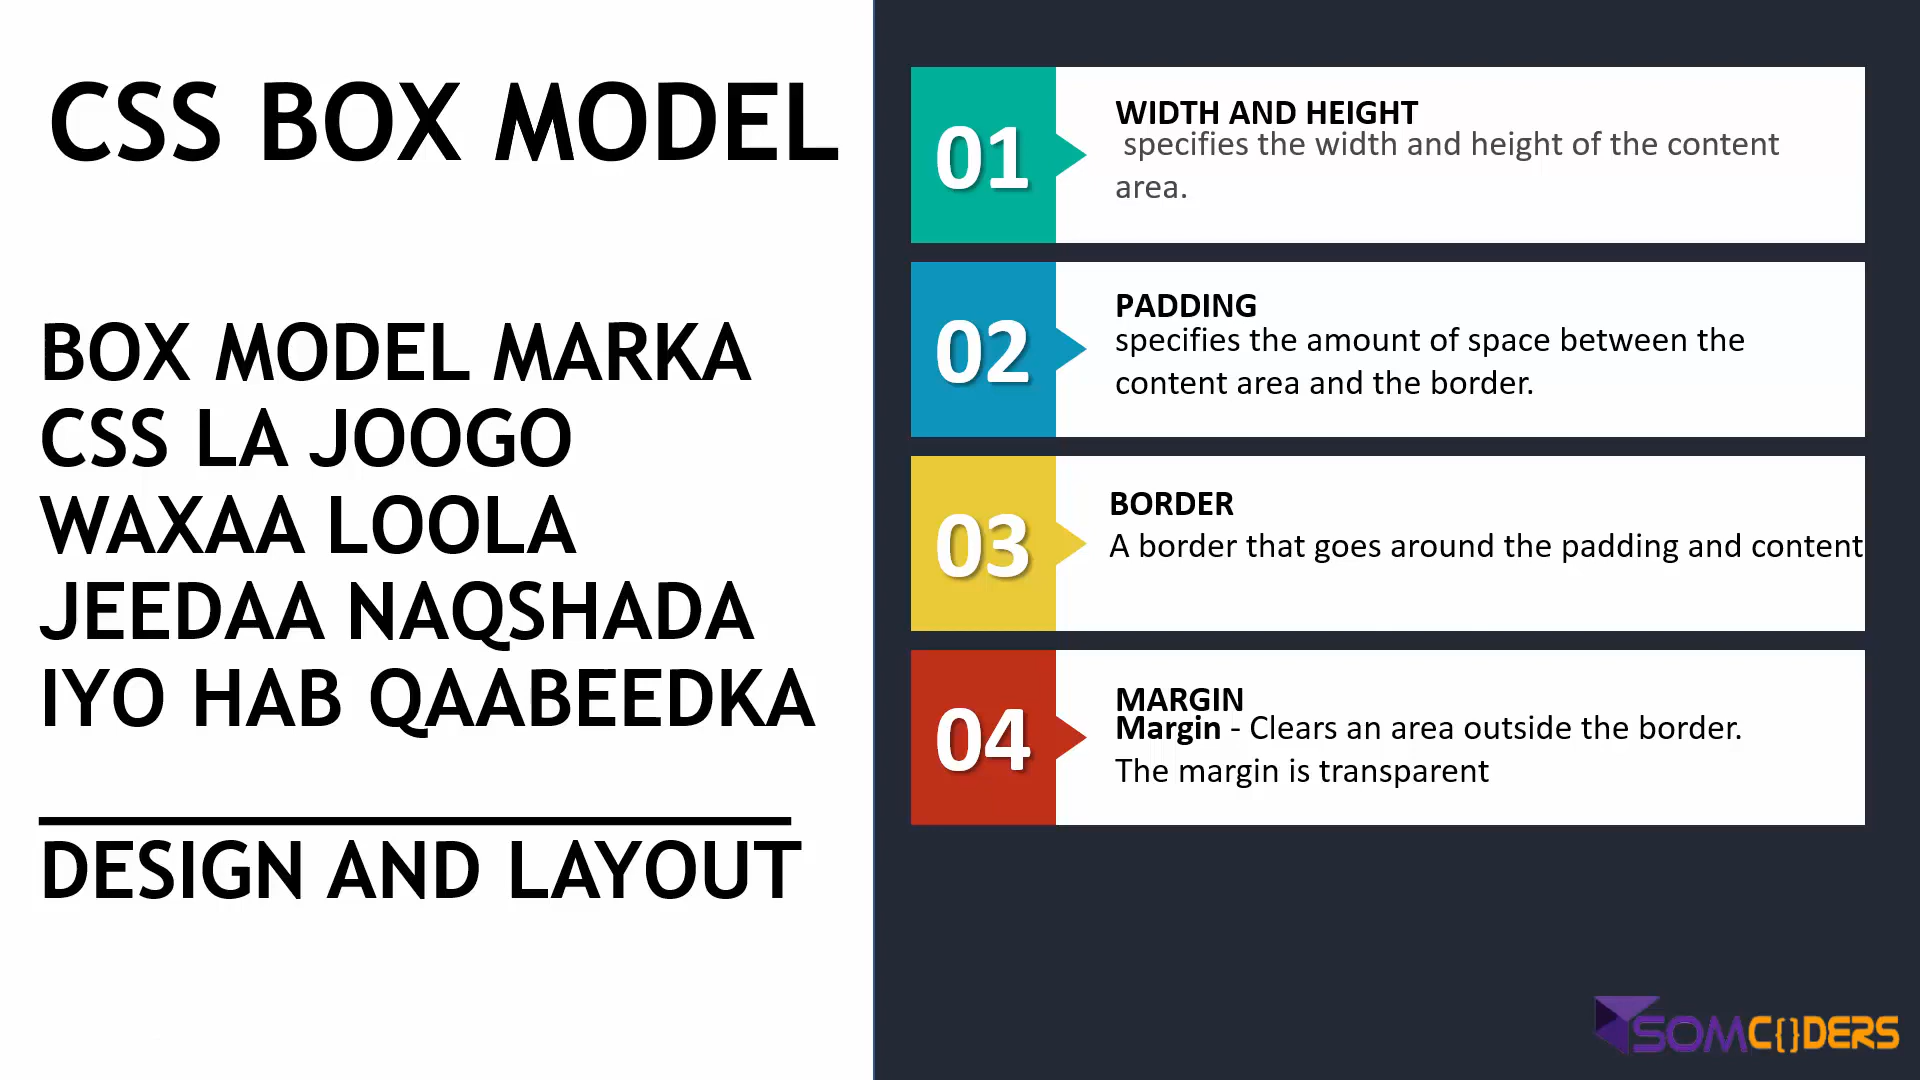 CSS BOX MODEL
BOX MODEL MARKA
CSS LA JOOGO
WAXAA LOOLA
JEEDAA NAQSHADA
IYO HAB QAABEEDKA
DESIGN AND LAYOUT
01
WIDTH AND HEIGHT
specifies the width and height of the content
area.
02
PADDING
specifies the amount of space between the
content area and the border.
03
BORDER
A border that goes around the padding and content
04
MARGIN
Margin - Clears an area outside the border.
The margin is transparent
SOMC{}DERS